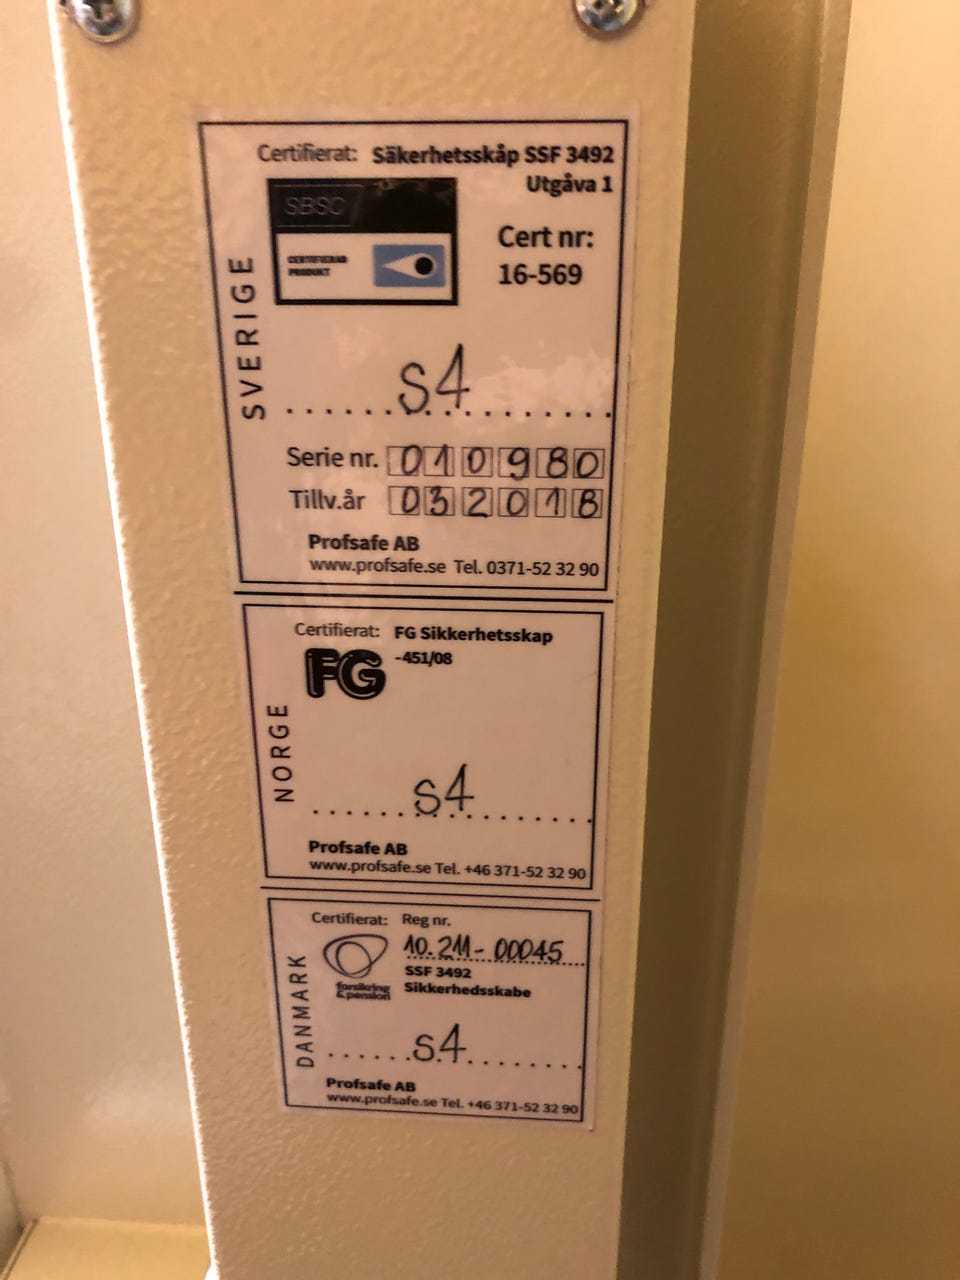 Certifierat: Säkerhetsskåp SSF 3492
Utgåva 1
SBSC
CERTIFIERAD
PRODUKT
Cert nr:
16-569
SVERIGE
S4
Serie nr. 010980
Tillv.år 032018
Profsafe AB
www.profsafe.se Tel. 0371-52 32 90
Certifierat: FG Sikkerhetsskap
-451/08
FG
NORGE
S4
Profsafe AB
www.profsafe.se Tel. +46 371-52 32 90
Certifierat: Reg nr.
10.211-00045
forsikring
&pension
SSF 3492
Sikkerhedsskabe
DANMARK
S4
Profsafe AB
www.profsafe.se Tel. +46 371-52 32 90